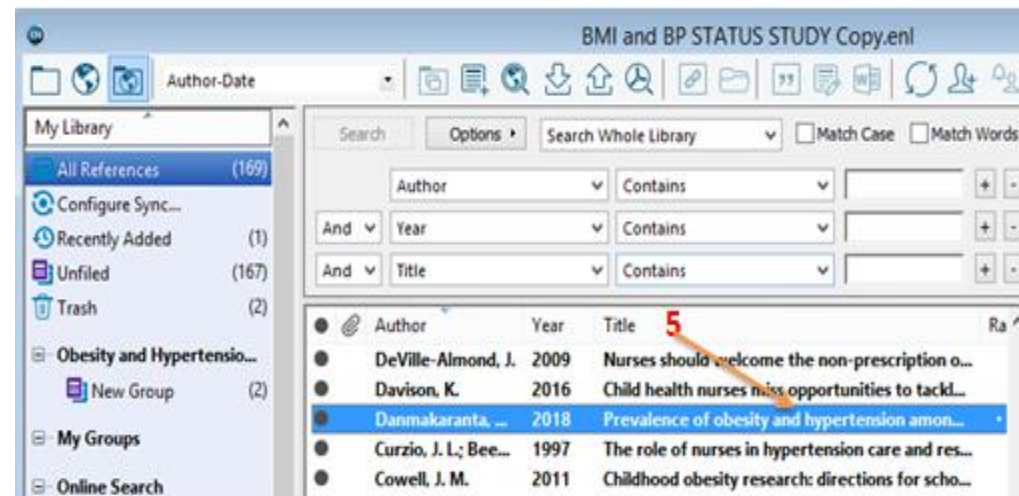 BMI and BP STATUS STUDY Copy.enl
Author-Date
My Library
All References (169)
Configure Sync...
Recently Added (1)
Unfiled (167)
Trash (2)
Obesity and Hypertensio...
New Group (2)
My Groups
Online Search
Search Options Search Whole Library Match Case Match Words
Author Contains + -
And Year Contains + -
And Title Contains + -
Author Year Title 5 Ra
DeVille-Almond, J. 2009 Nurses should welcome the non-prescription o...
Davison, K. 2016 Child health nurses miss opportunities to tackl...
Danmakaranta, ... 2018 Prevalence of obesity and hypertension amon...
Curzio, J. L.; Bee... 1997 The role of nurses in hypertension care and res...
Cowell, J. M. 2011 Childhood obesity research: directions for scho...